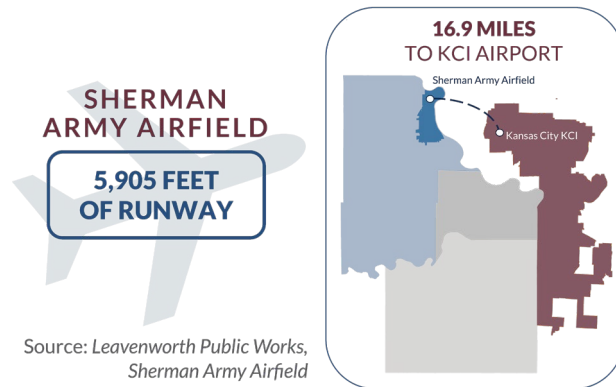 SHERMAN
ARMY AIRFIELD
5,905 FEET
OF RUNWAY
Source: Leavenworth Public Works,
Sherman Army Airfield
16.9 MILES
TO KCI AIRPORT
Sherman Army Airfield
Kansas City KCI